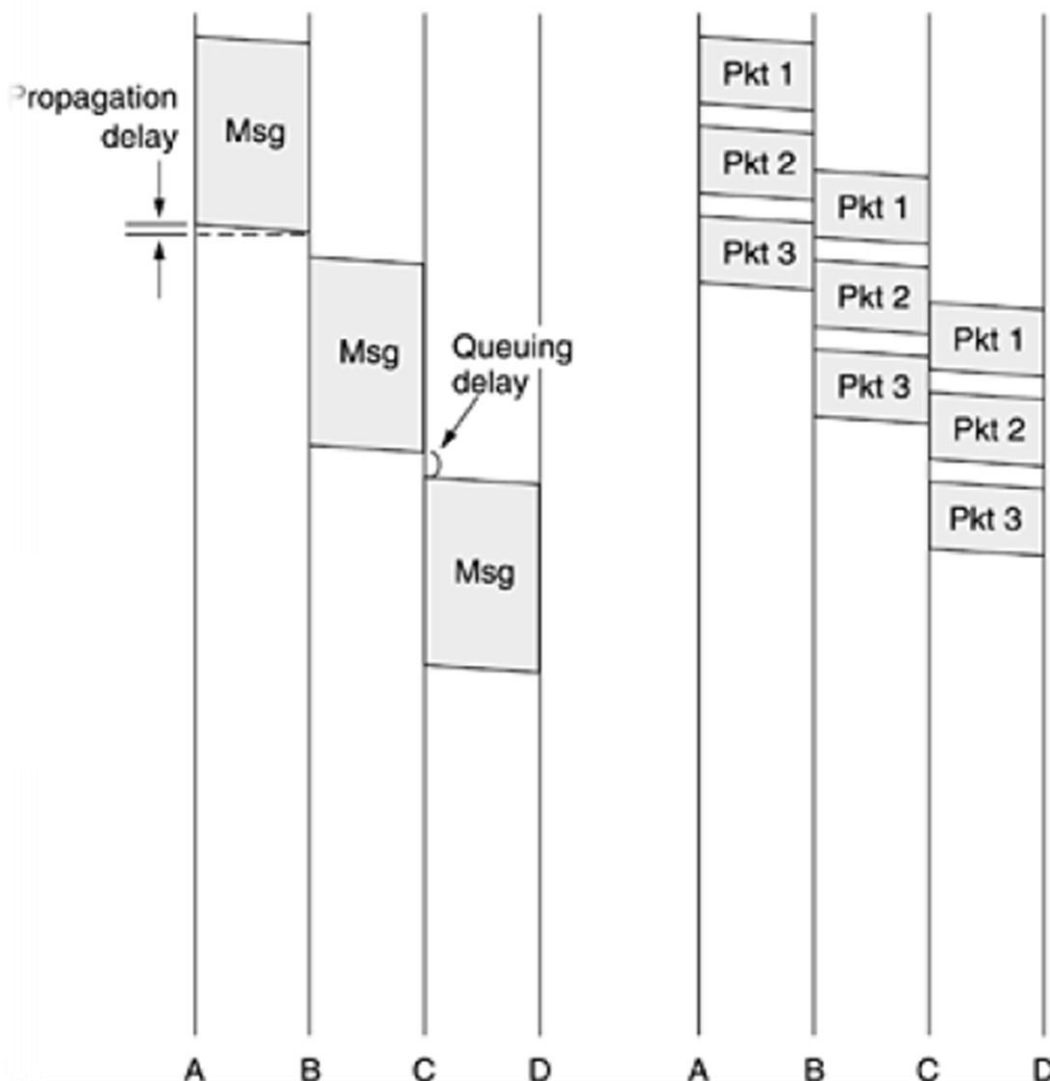 Propagation
delay
Msg
Msg
Queuing
delay
Msg
A B C D
Pkt 1
Pkt 2
Pkt 3
Pkt 1
Pkt 2
Pkt 3
Pkt 1
Pkt 2
Pkt 3
A B C D